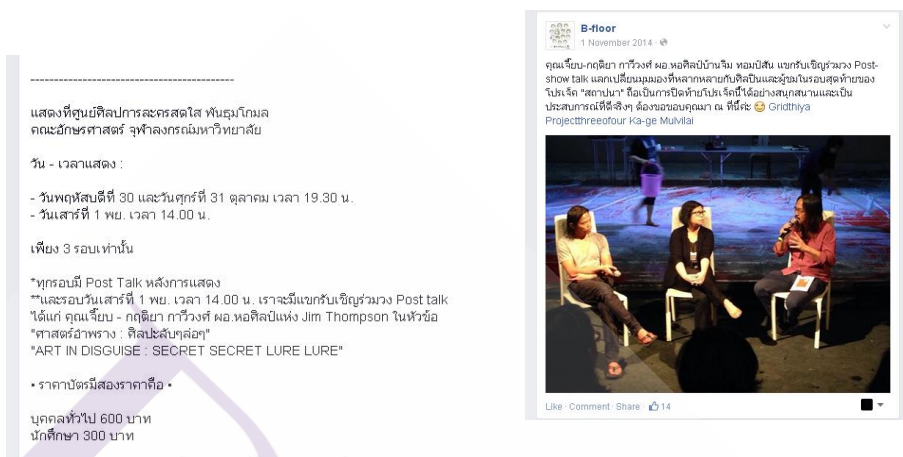 -------------------------------------------
แสดงที่ศูนย์ศิลปการละครสดใส พันธุมโกมล
คณะอักษรศาสตร์ จุฬาลงกรณ์มหาวิทยาลัย
วัน - เวลาแสดง :
- วันพฤหัสบดีที่ 30 และวันศุกร์ที่ 31 ตุลาคม เวลา 19.30 น.
- วันเสาร์ที่ 1 พย. เวลา 14.00 น.
เพียง 3 รอบเท่านั้น
*ทุกรอบมี Post Talk หลังการแสดง
**และรอบวันเสาร์ที่ 1 พย. เวลา 14.00 น. เราจะมีแขกรับเชิญร่วมวง Post talk
ได้แก่ คุณเจี๊ยบ - กฤติยา กาวีวงศ์ ผอ.หอศิลป์แห่ง Jim Thompson ในหัวข้อ
"ศาสตร์อำพราง : ศิลปะลับๆล่อๆ"
"ART IN DISGUISE : SECRET SECRET LURE LURE"
• ราคาบัตรมีสองราคาคือ •
บุคคลทั่วไป 600 บาท
นักศึกษา 300 บาท
B-floor
1 November 2014
คุณเจี๊ยบ-กฤติยา กาวีวงศ์ ผอ.หอศิลป์บ้านจิม ทอมป์สัน แขกรับเชิญร่วมวง Post-
show talk แลกเปลี่ยนมุมมองที่หลากหลายกับศิลปินและผู้ชมในรอบสุดท้ายของ
โปรเจ็ค "สถาปนา" ถือเป็นการปิดท้ายโปรเจ็คนี้ได้อย่างสนุกสนานและเป็น
ประสบการณ์ที่ดีจริงๆ ต้องขอขอบคุณมา ณ ที่นี้ค่ะ 😊 Gridthiya
Projectthreeofour Ka-ge Mulvilai
Like · Comment · Share · 14